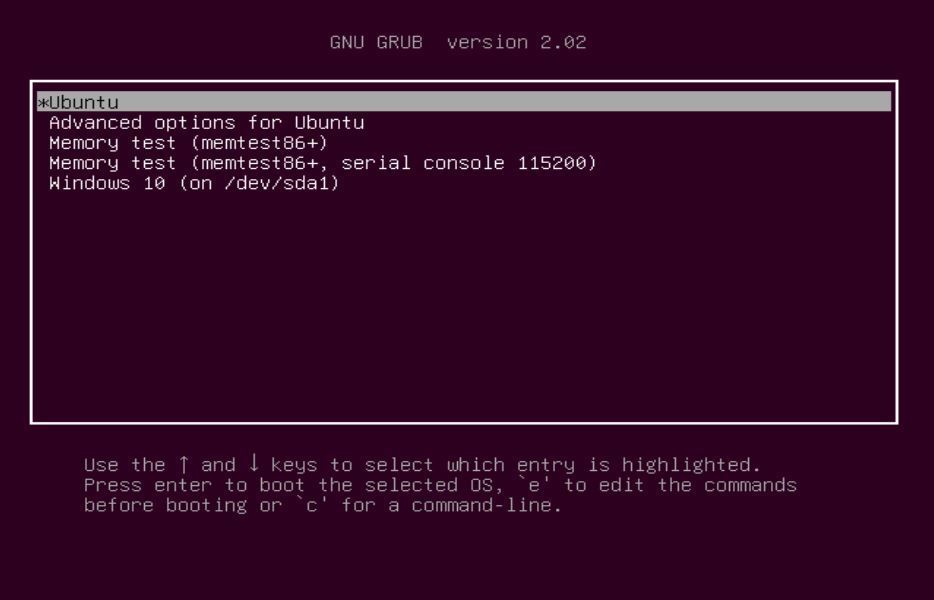 GNU GRUB  version 2.02
*Ubuntu
Advanced options for Ubuntu
Memory test (memtest86+)
Memory test (memtest86+, serial console 115200)
Windows 10 (on /dev/sda1)
Use the ↑ and ↓ keys to select which entry is highlighted.
Press enter to boot the selected OS, `e' to edit the commands
before booting or `c' for a command-line.